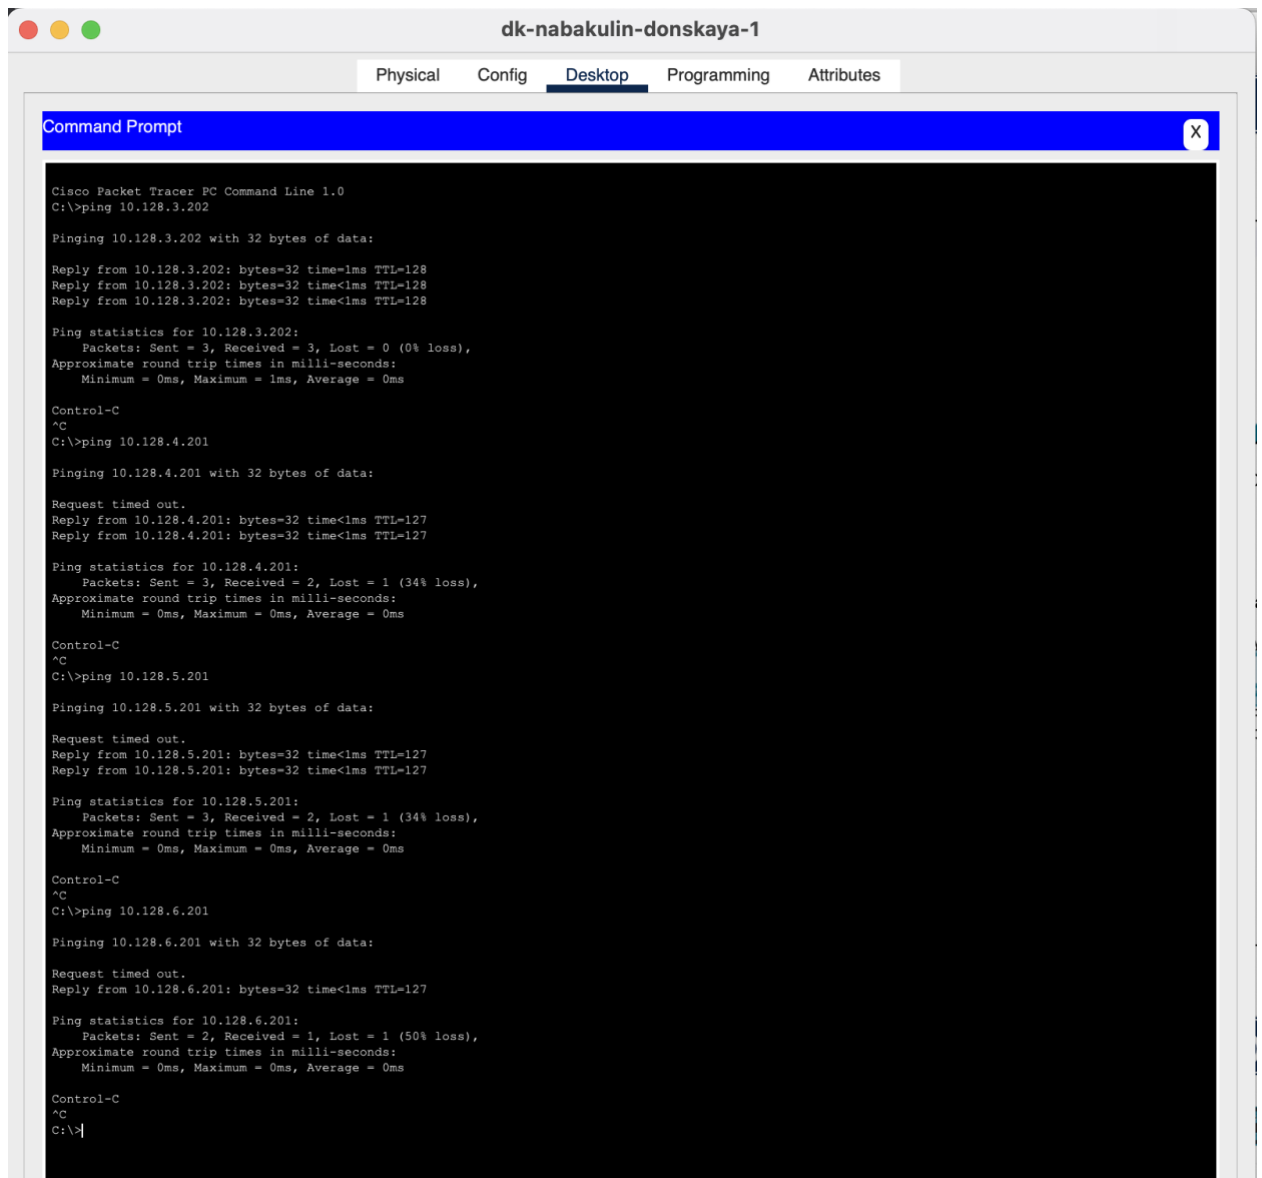 dk-nabakulin-donskaya-1
Physical Config Desktop Programming Attributes
Command Prompt
X
Cisco Packet Tracer PC Command Line 1.0
C:\>ping 10.128.3.202
Pinging 10.128.3.202 with 32 bytes of data:
Reply from 10.128.3.202: bytes=32 time=1ms TTL=128
Reply from 10.128.3.202: bytes=32 time<1ms TTL=128
Reply from 10.128.3.202: bytes=32 time<1ms TTL=128
Ping statistics for 10.128.3.202:
Packets: Sent = 3, Received = 3, Lost = 0 (0% loss),
Approximate round trip times in milli-seconds:
Minimum = 0ms, Maximum = 1ms, Average = 0ms
Control-C
^C
C:\>ping 10.128.4.201
Pinging 10.128.4.201 with 32 bytes of data:
Request timed out.
Reply from 10.128.4.201: bytes=32 time<1ms TTL=127
Reply from 10.128.4.201: bytes=32 time<1ms TTL=127
Ping statistics for 10.128.4.201:
Packets: Sent = 3, Received = 2, Lost = 1 (34% loss),
Approximate round trip times in milli-seconds:
Minimum = 0ms, Maximum = 0ms, Average = 0ms
Control-C
^C
C:\>ping 10.128.5.201
Pinging 10.128.5.201 with 32 bytes of data:
Request timed out.
Reply from 10.128.5.201: bytes=32 time<1ms TTL=127
Reply from 10.128.5.201: bytes=32 time<1ms TTL=127
Ping statistics for 10.128.5.201:
Packets: Sent = 3, Received = 2, Lost = 1 (34% loss),
Approximate round trip times in milli-seconds:
Minimum = 0ms, Maximum = 0ms, Average = 0ms
Control-C
^C
C:\>ping 10.128.6.201
Pinging 10.128.6.201 with 32 bytes of data:
Request timed out.
Reply from 10.128.6.201: bytes=32 time<1ms TTL=127
Ping statistics for 10.128.6.201:
Packets: Sent = 2, Received = 1, Lost = 1 (50% loss),
Approximate round trip times in milli-seconds:
Minimum = 0ms, Maximum = 0ms, Average = 0ms
Control-C
^C
C:\>